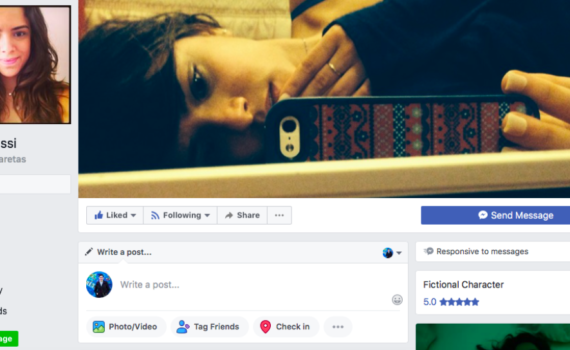 ssi
aretas
Liked
Following
Share
Send Message
Write a post...
Responsive to messages
Write a post...
Fictional Character
5.0
Photo/Video
Tag Friends
Check in